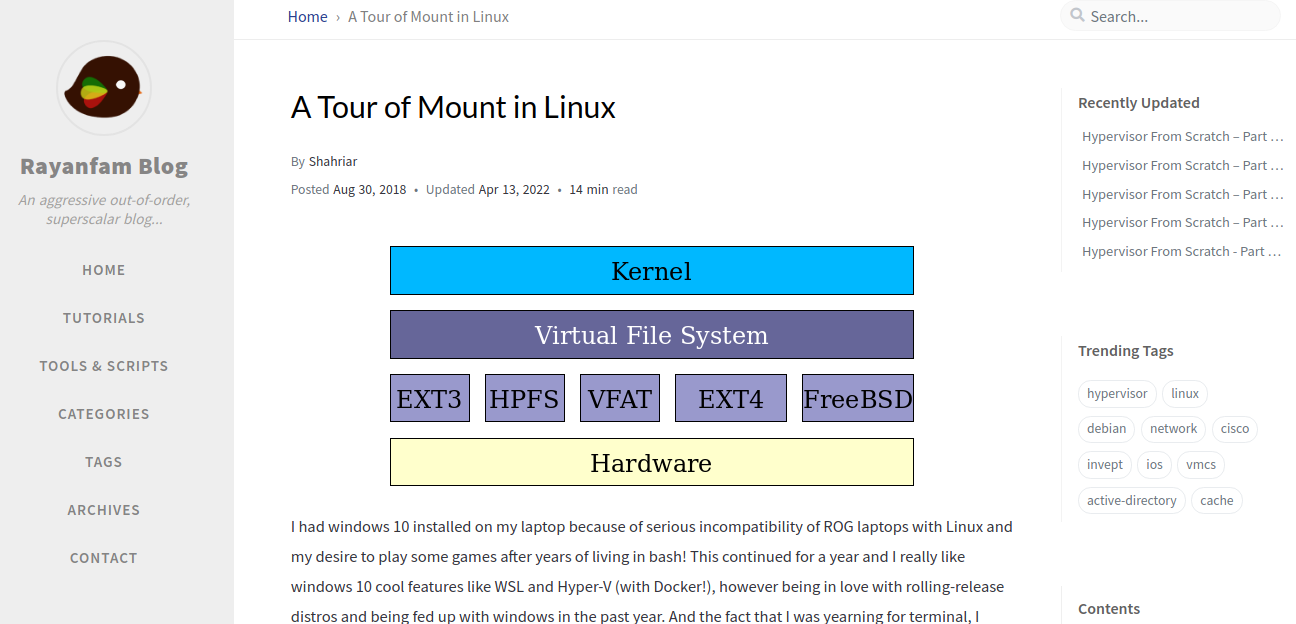 Rayanfam Blog
An aggressive out-of-order,
superscalar blog...
HOME
TUTORIALS
TOOLS & SCRIPTS
CATEGORIES
TAGS
ARCHIVES
CONTACT
Home › A Tour of Mount in Linux
Search...
A Tour of Mount in Linux
By Shahriar
Posted Aug 30, 2018 • Updated Apr 13, 2022 • 14 min read
Kernel
Virtual File System
EXT3 HPFS VFAT EXT4 FreeBSD
Hardware
I had windows 10 installed on my laptop because of serious incompatibility of ROG laptops with Linux and
my desire to play some games after years of living in bash! This continued for a year and I really like
windows 10 cool features like WSL and Hyper-V (with Docker!), however being in love with rolling-release
distros and being fed up with windows in the past year. And the fact that I was yearning for terminal, I
Recently Updated
Hypervisor From Scratch – Part ...
Hypervisor From Scratch – Part ...
Hypervisor From Scratch – Part ...
Hypervisor From Scratch – Part ...
Hypervisor From Scratch - Part ...
Trending Tags
hypervisor linux
debian network cisco
invept ios vmcs
active-directory cache
Contents